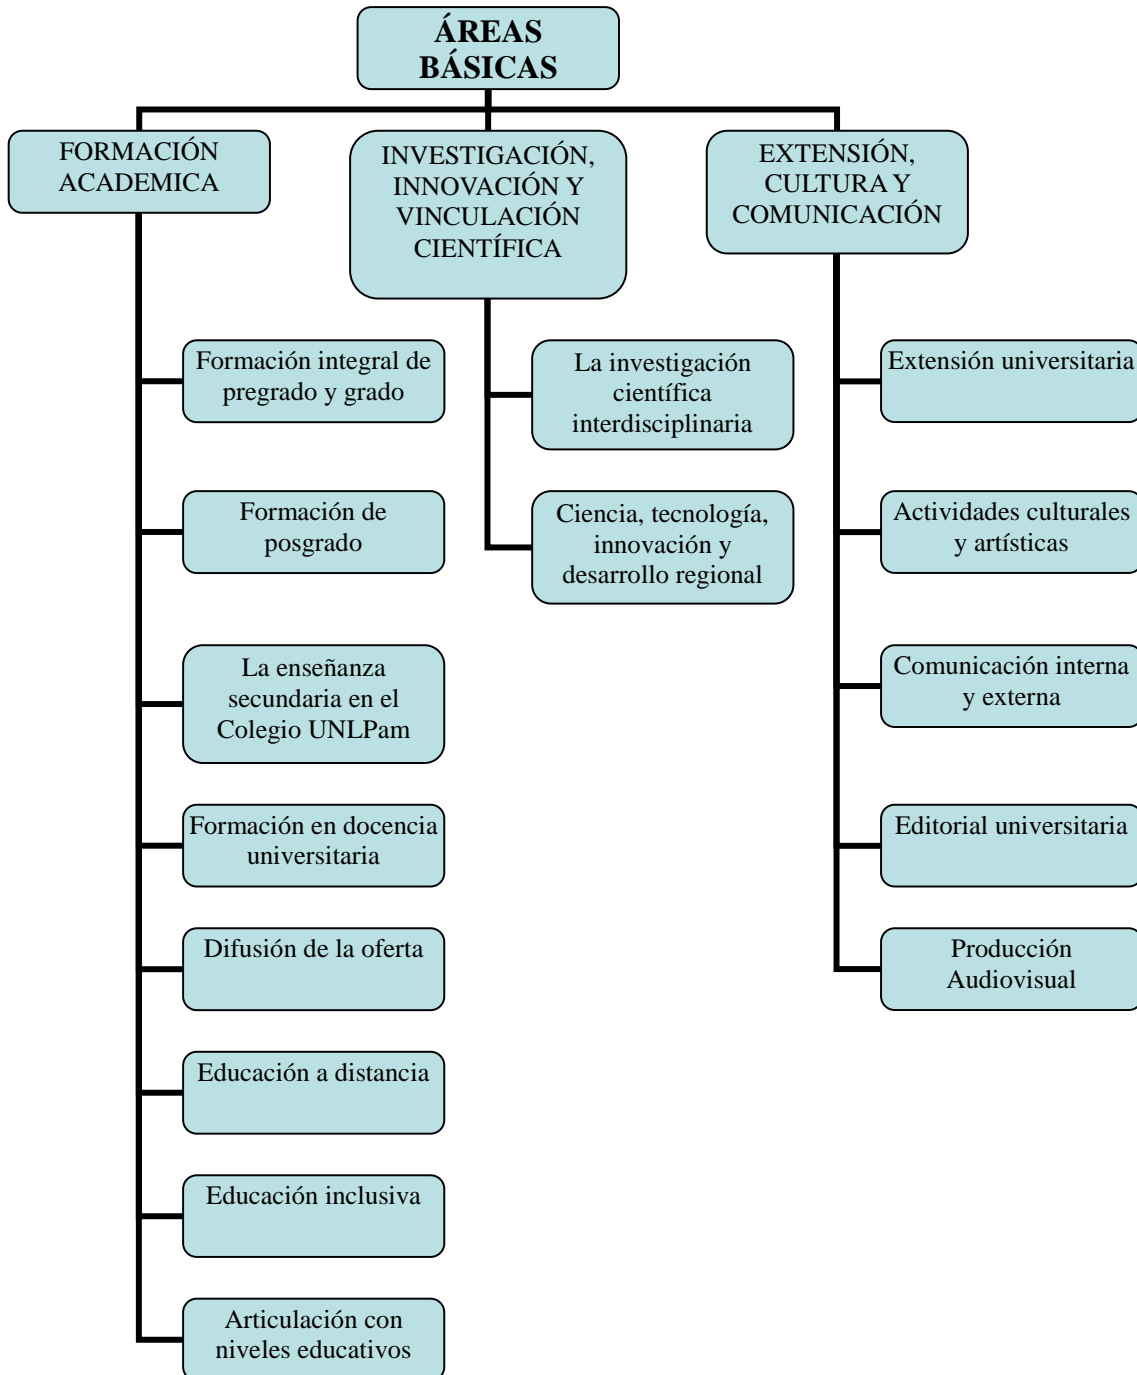 ÁREAS
BÁSICAS
FORMACIÓN
ACADEMICA
INVESTIGACIÓN,
INNOVACIÓN Y
VINCULACIÓN
CIENTÍFICA
EXTENSIÓN,
CULTURA Y
COMUNICACIÓN
Formación integral de
pregrado y grado
Formación de
posgrado
La enseñanza
secundaria en el
Colegio UNLPam
Formación en docencia
universitaria
Difusión de la oferta
Educación a distancia
Educación inclusiva
Articulación con
niveles educativos
La investigación
científica
interdisciplinaria
Ciencia, tecnología,
innovación y
desarrollo regional
Extensión universitaria
Actividades culturales
y artísticas
Comunicación interna
y externa
Editorial universitaria
Producción
Audiovisual